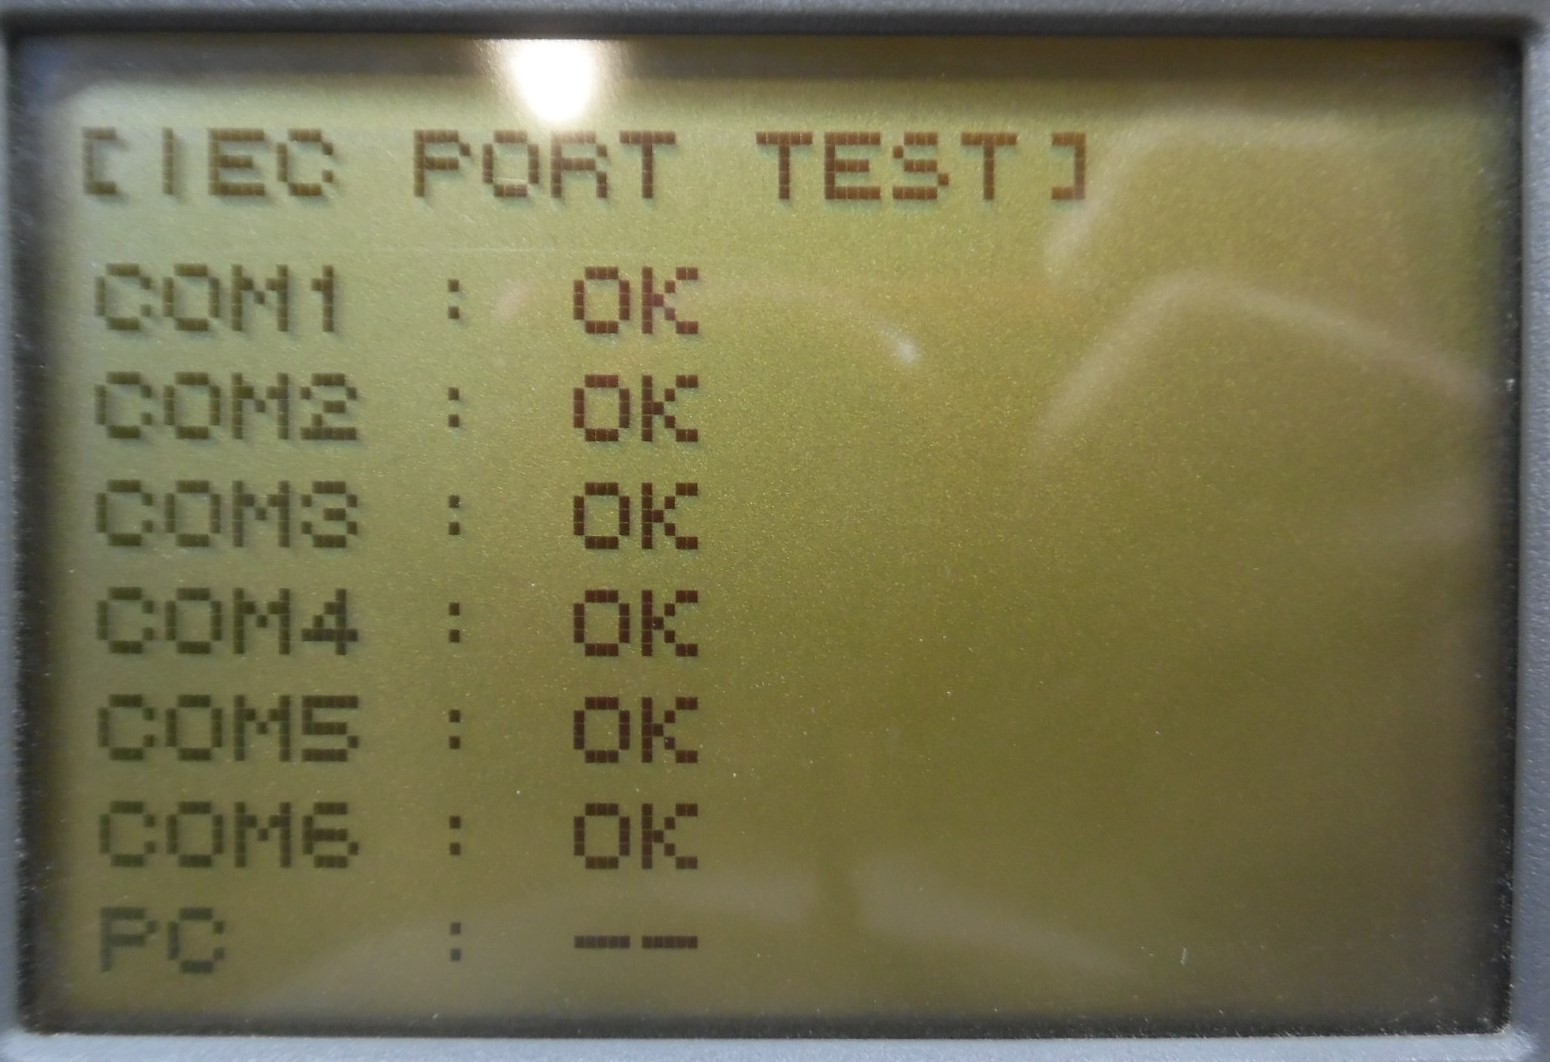 [IEC PORT TEST]
COM1 : OK
COM2 : OK
COM3 : OK
COM4 : OK
COM5 : OK
COM6 : OK
PC : --